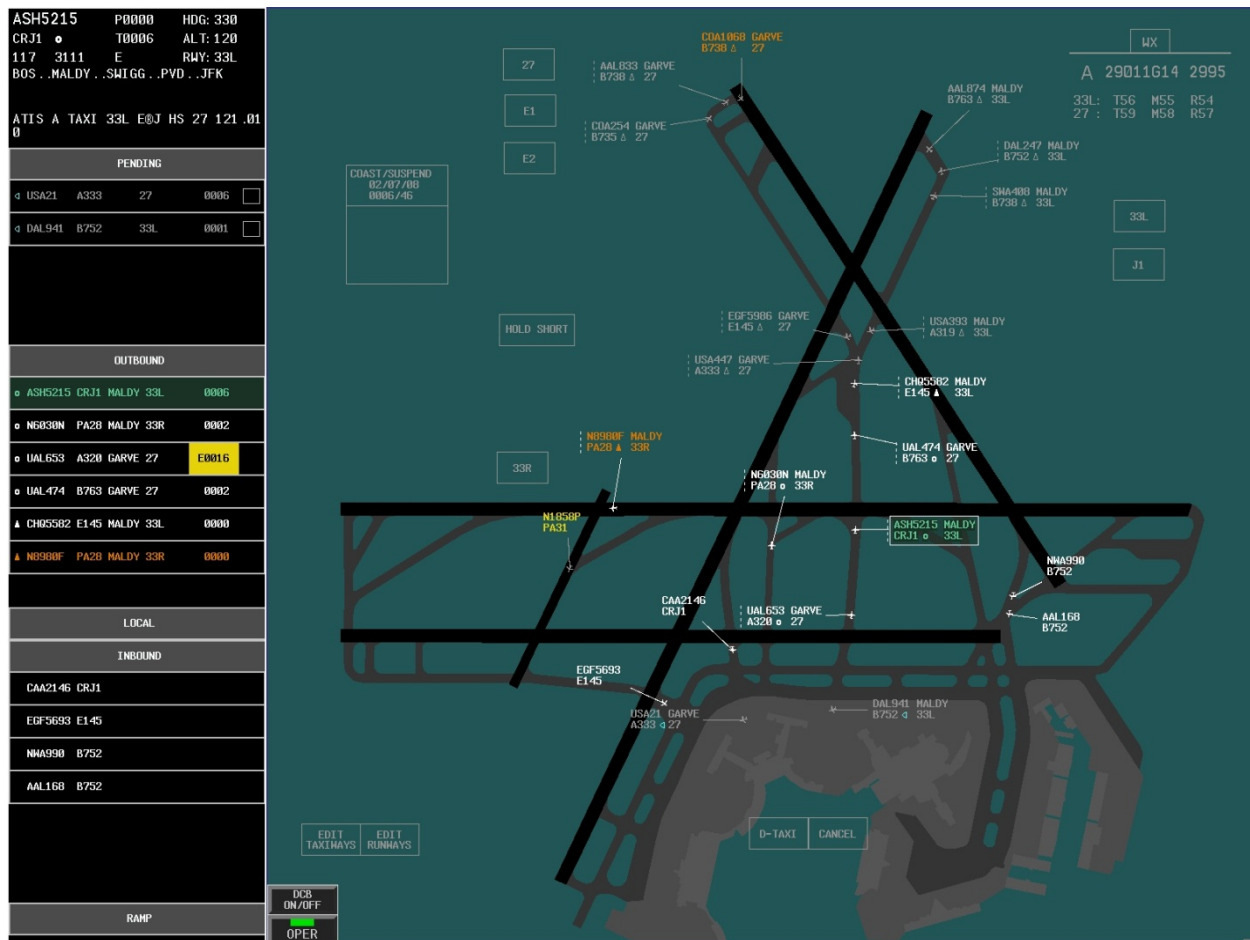 ASH5215 P0000 HDG: 330
CRJ1 T0006 ALT: 120
117 3111 E RWY: 33L
BOS..MALDY..SWIGG..PVD..JFK
ATIS A TAXI 33L E®J HS 27 121.01
0
PENDING
USA21 A333 27 0006
DAL941 B752 33L 0001
OUTBOUND
ASH5215 CRJ1 MALDY 33L 0006
N6030N PA28 MALDY 33R 0002
UAL653 A320 GARVE 27 E0016
UAL474 B763 GARVE 27 0002
CHQ5582 E145 MALDY 33L 0000
N8980F PA28 MALDY 33R 0000
LOCAL
INBOUND
CAA2146 CRJ1
EGF5693 E145
NWA990 B752
AAL168 B752
RAMP
DCB
ON/OFF
OPER
27
E1
E2
COAST/SUSPEND
02/07/08
0006/46
HOLD SHORT
33R
COA1068 GARVE
B738 27
AAL833 GARVE
B738 27
COA254 GARVE
B735 27
WX
A 29011G14 2995
33L: T56 M55 R54
27 : T59 M58 R57
AAL874 MALDY
B763 33L
DAL247 MALDY
B752 33L
SWA408 MALDY
B738 33L
33L
J1
EGF5986 GARVE
E145 27
USA393 MALDY
A319 33L
USA447 GARVE
A333 27
CHQ5582 MALDY
E145 33L
N8980F MALDY
PA28 33R
UAL474 GARVE
B763 27
N6030N MALDY
PA28 33R
N1858P
PA31
ASH5215 MALDY
CRJ1 33L
NWA990
B752
CAA2146
CRJ1
UAL653 GARVE
A320 27
AAL168
B752
EGF5693
E145
USA21 GARVE
A333 27
DAL941 MALDY
B752 33L
EDIT
TAXIWAYS
EDIT
RUNWAYS
D-TAXI
CANCEL